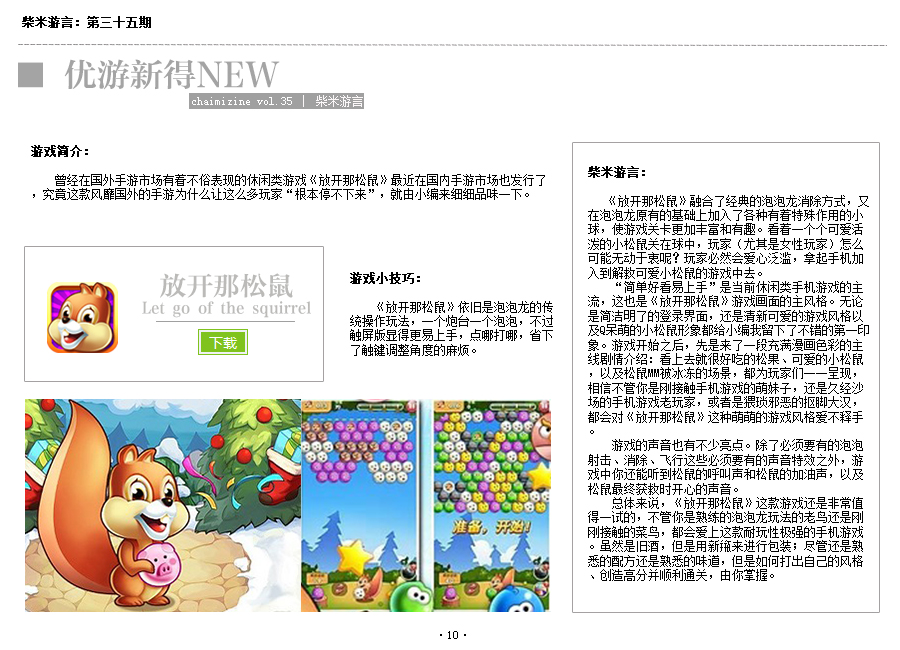 柴米游言：第三十五期
优游新得NEW
chaimizine vol.35 | 柴米游言
游戏简介：
曾经在国外手游市场有着不俗表现的休闲类游戏《放开那松鼠》最近在国内手游市场也发行了
，究竟这款风靡国外的手游为什么让这么多玩家“根本停不下来”，就由小编来细细品味一下。
放开那松鼠
Let go of the squirrel
下载
游戏小技巧：
《放开那松鼠》依旧是泡泡龙的传
统操作玩法，一个炮台一个泡泡，不过
触屏版显得更易上手，点哪打哪，省下
了触键调整角度的麻烦。
准备，开始！
柴米游言：
《放开那松鼠》融合了经典的泡泡龙消除方式，又
在泡泡龙原有的基础上加入了各种有着特殊作用的小
球，使游戏关卡更加丰富和有趣。看着一个个可爱活
泼的小松鼠关在球中，玩家（尤其是女性玩家）怎么
可能无动于衷呢？玩家必然会爱心泛滥，拿起手机加
入到解救可爱小松鼠的游戏中去。
“简单好看易上手”是当前休闲类手机游戏的主
流，这也是《放开那松鼠》游戏画面的主风格。无论
是简洁明了的登录界面，还是清新可爱的游戏风格以
及Q呆萌的小松鼠形象都给小编我留下了不错的第一印
象。游戏开始之后，先是来了一段充满漫画色彩的主
线剧情介绍：看上去就很好吃的松果、可爱的小松鼠
，以及松鼠MM被冰冻的场景，都为玩家们一一呈现，
相信不管你是刚接触手机游戏的萌妹子，还是久经沙
场的手机游戏老玩家，或者是猥琐邪恶的抠脚大汉，
都会对《放开那松鼠》这种萌萌的游戏风格爱不释手
。
游戏的声音也有不少亮点。除了必须要有的泡泡
射击、消除、飞行这些必须要有的声音特效之外，游
戏中你还能听到松鼠的呼叫声和松鼠的加油声，以及
松鼠最终获救时开心的声音。
总体来说，《放开那松鼠》这款游戏还是非常值
得一试的，不管你是熟练的泡泡龙玩法的老鸟还是刚
刚接触的菜鸟，都会爱上这款耐玩性极强的手机游戏
。虽然是旧酒，但是用新瓶来进行包装；尽管还是熟
悉的配方还是熟悉的味道，但是如何打出自己的风格
、创造高分并顺利通关，由你掌握。
· 10 ·